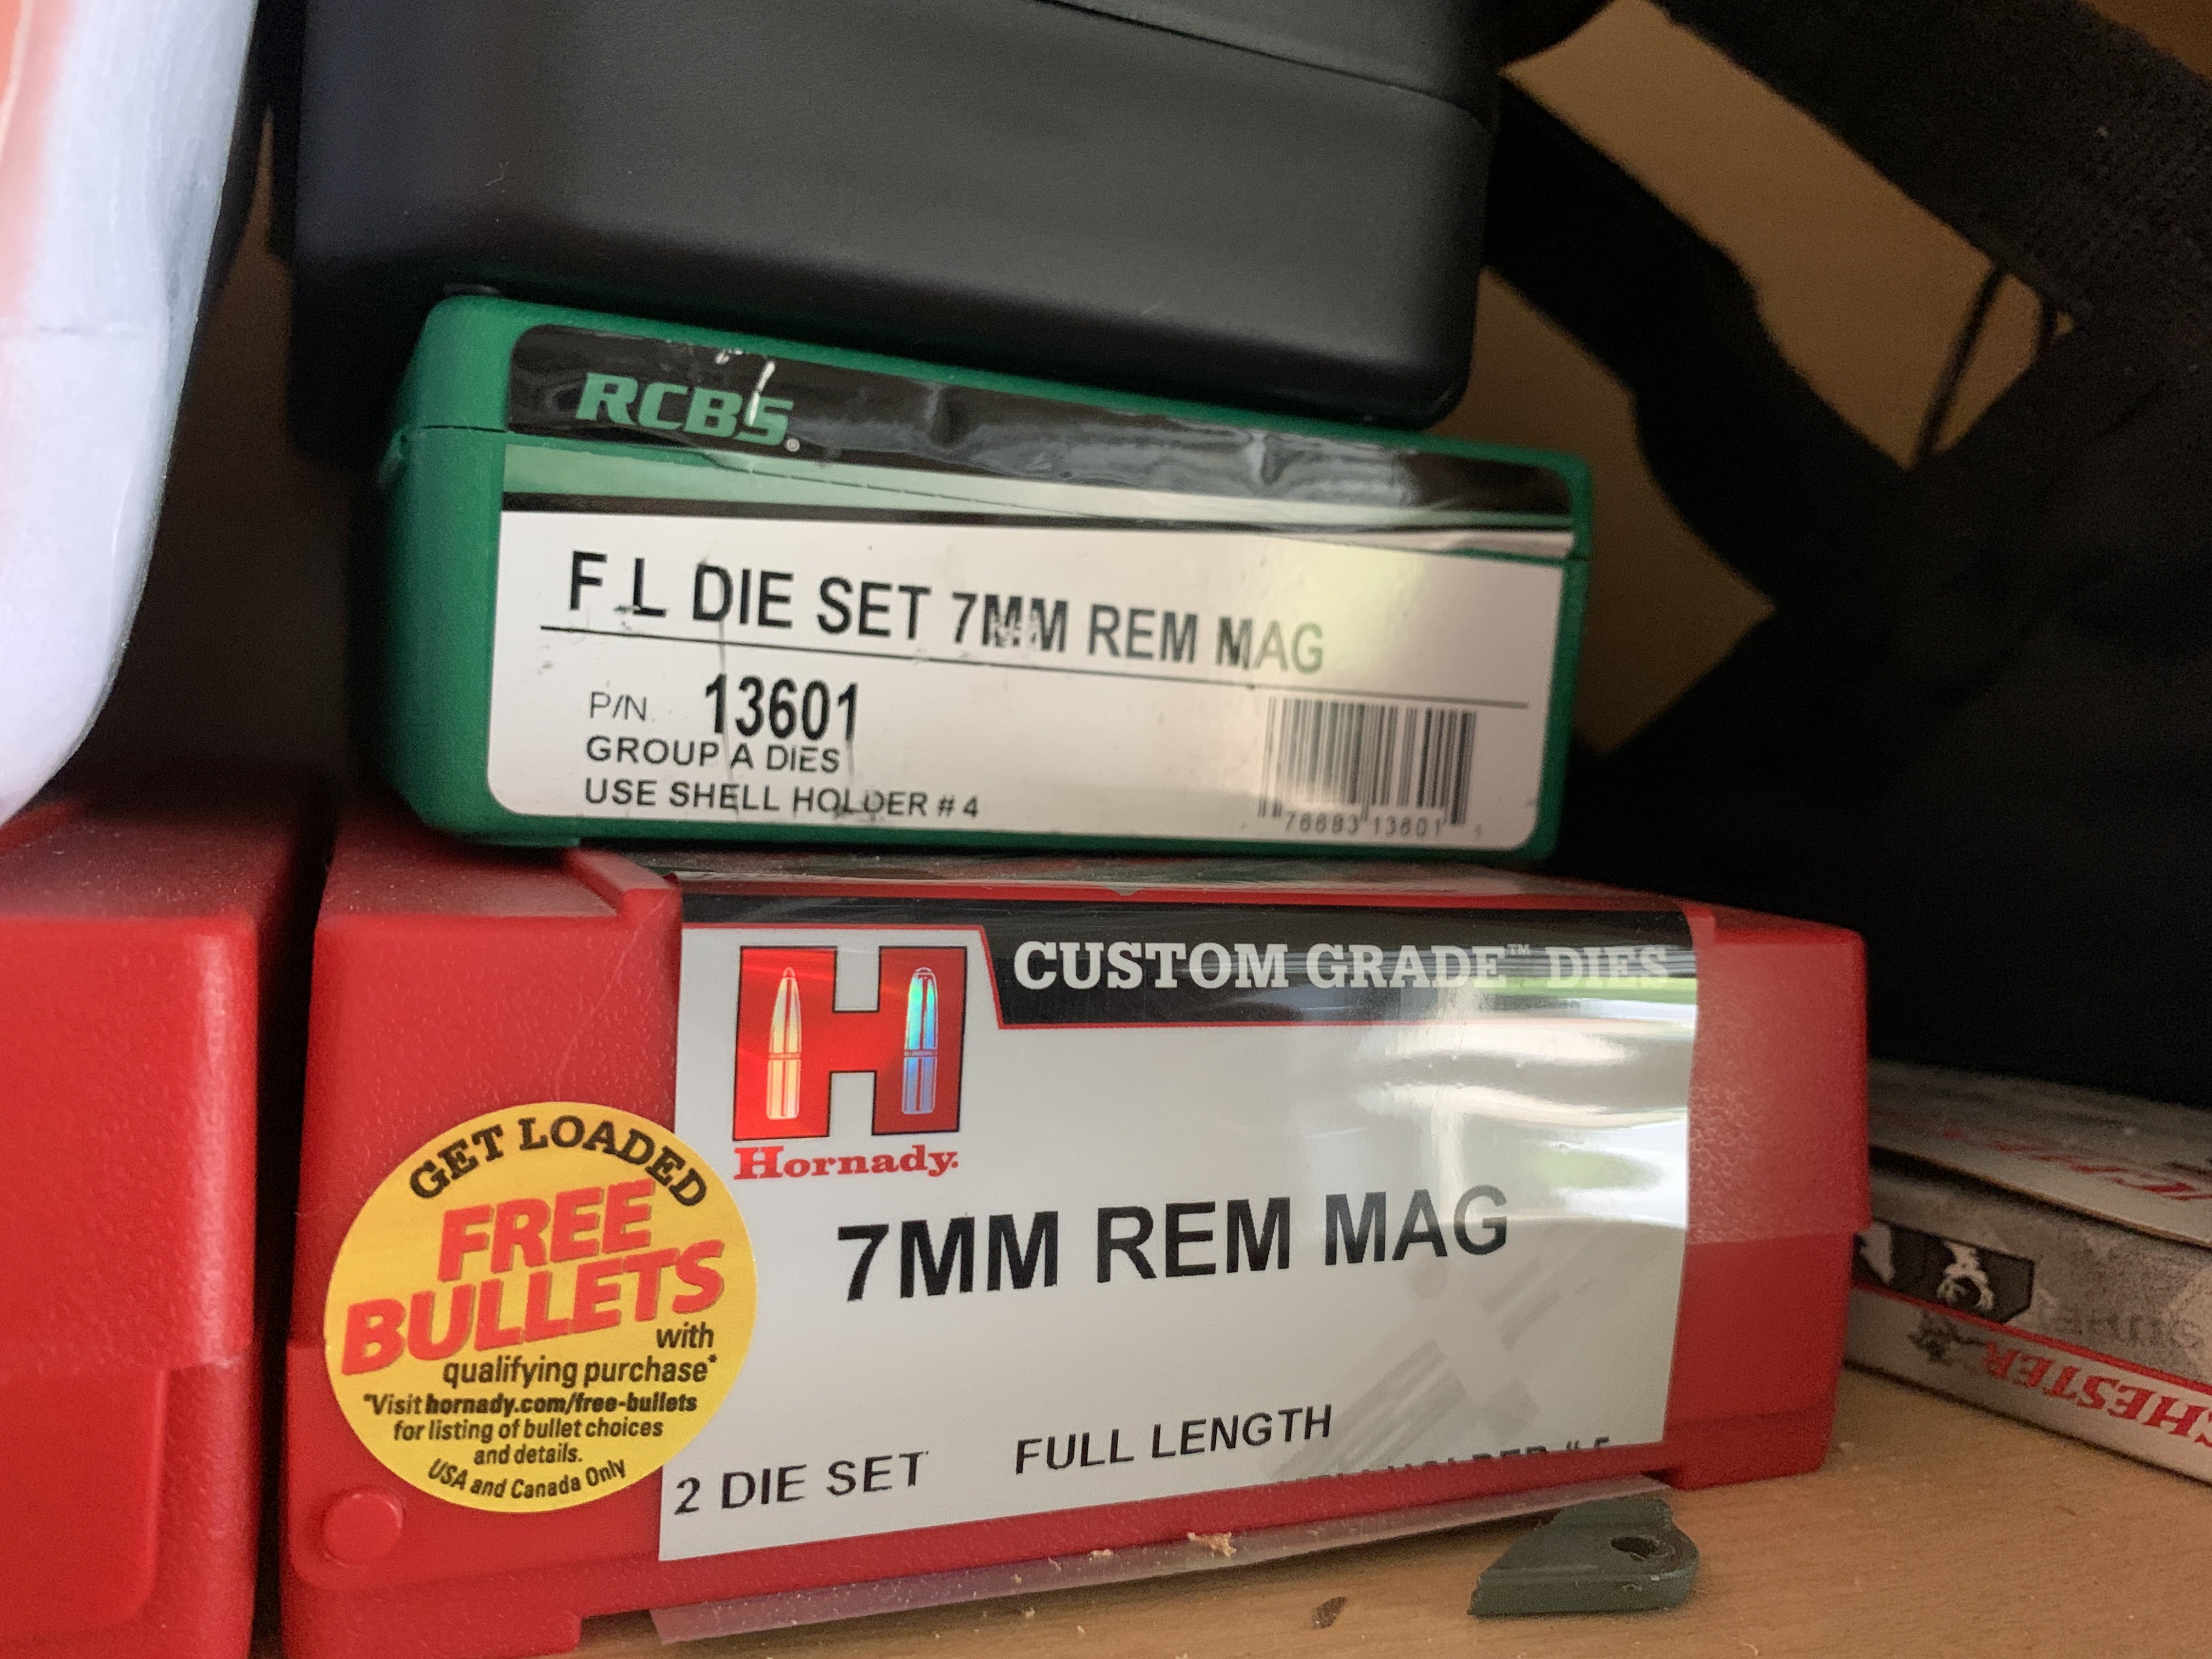 RCBS®
F L DIE SET 7MM REM MAG
P/N 13601
GROUP A DIES
USE SHELL HOLDER # 4
76683 13601
H
CUSTOM GRADE™ DIES
Hornady®
7MM REM MAG
2 DIE SET FULL LENGTH
GET LOADED
FREE
BULLETS
with
qualifying purchase*
*Visit hornady.com/free-bullets
for listing of bullet choices
and details.
USA and Canada Only